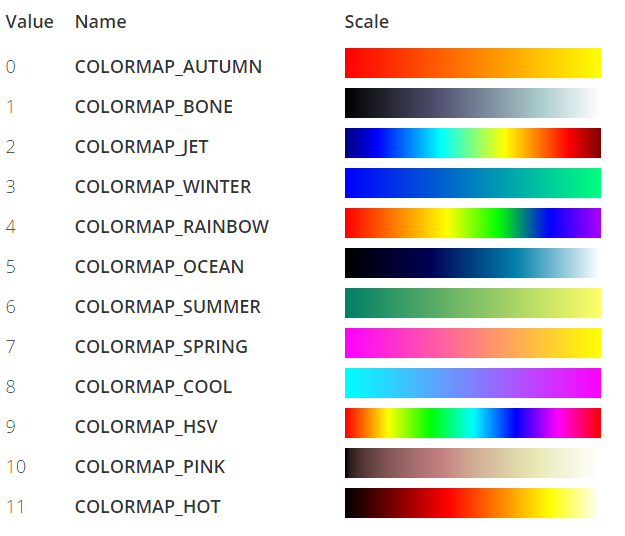 Value Name Scale
0 COLORMAP_AUTUMN
1 COLORMAP_BONE
2 COLORMAP_JET
3 COLORMAP_WINTER
4 COLORMAP_RAINBOW
5 COLORMAP_OCEAN
6 COLORMAP_SUMMER
7 COLORMAP_SPRING
8 COLORMAP_COOL
9 COLORMAP_HSV
10 COLORMAP_PINK
11 COLORMAP_HOT